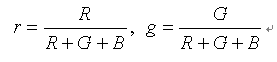 r = R / (R + G + B), g = G / (R + G + B) ↵